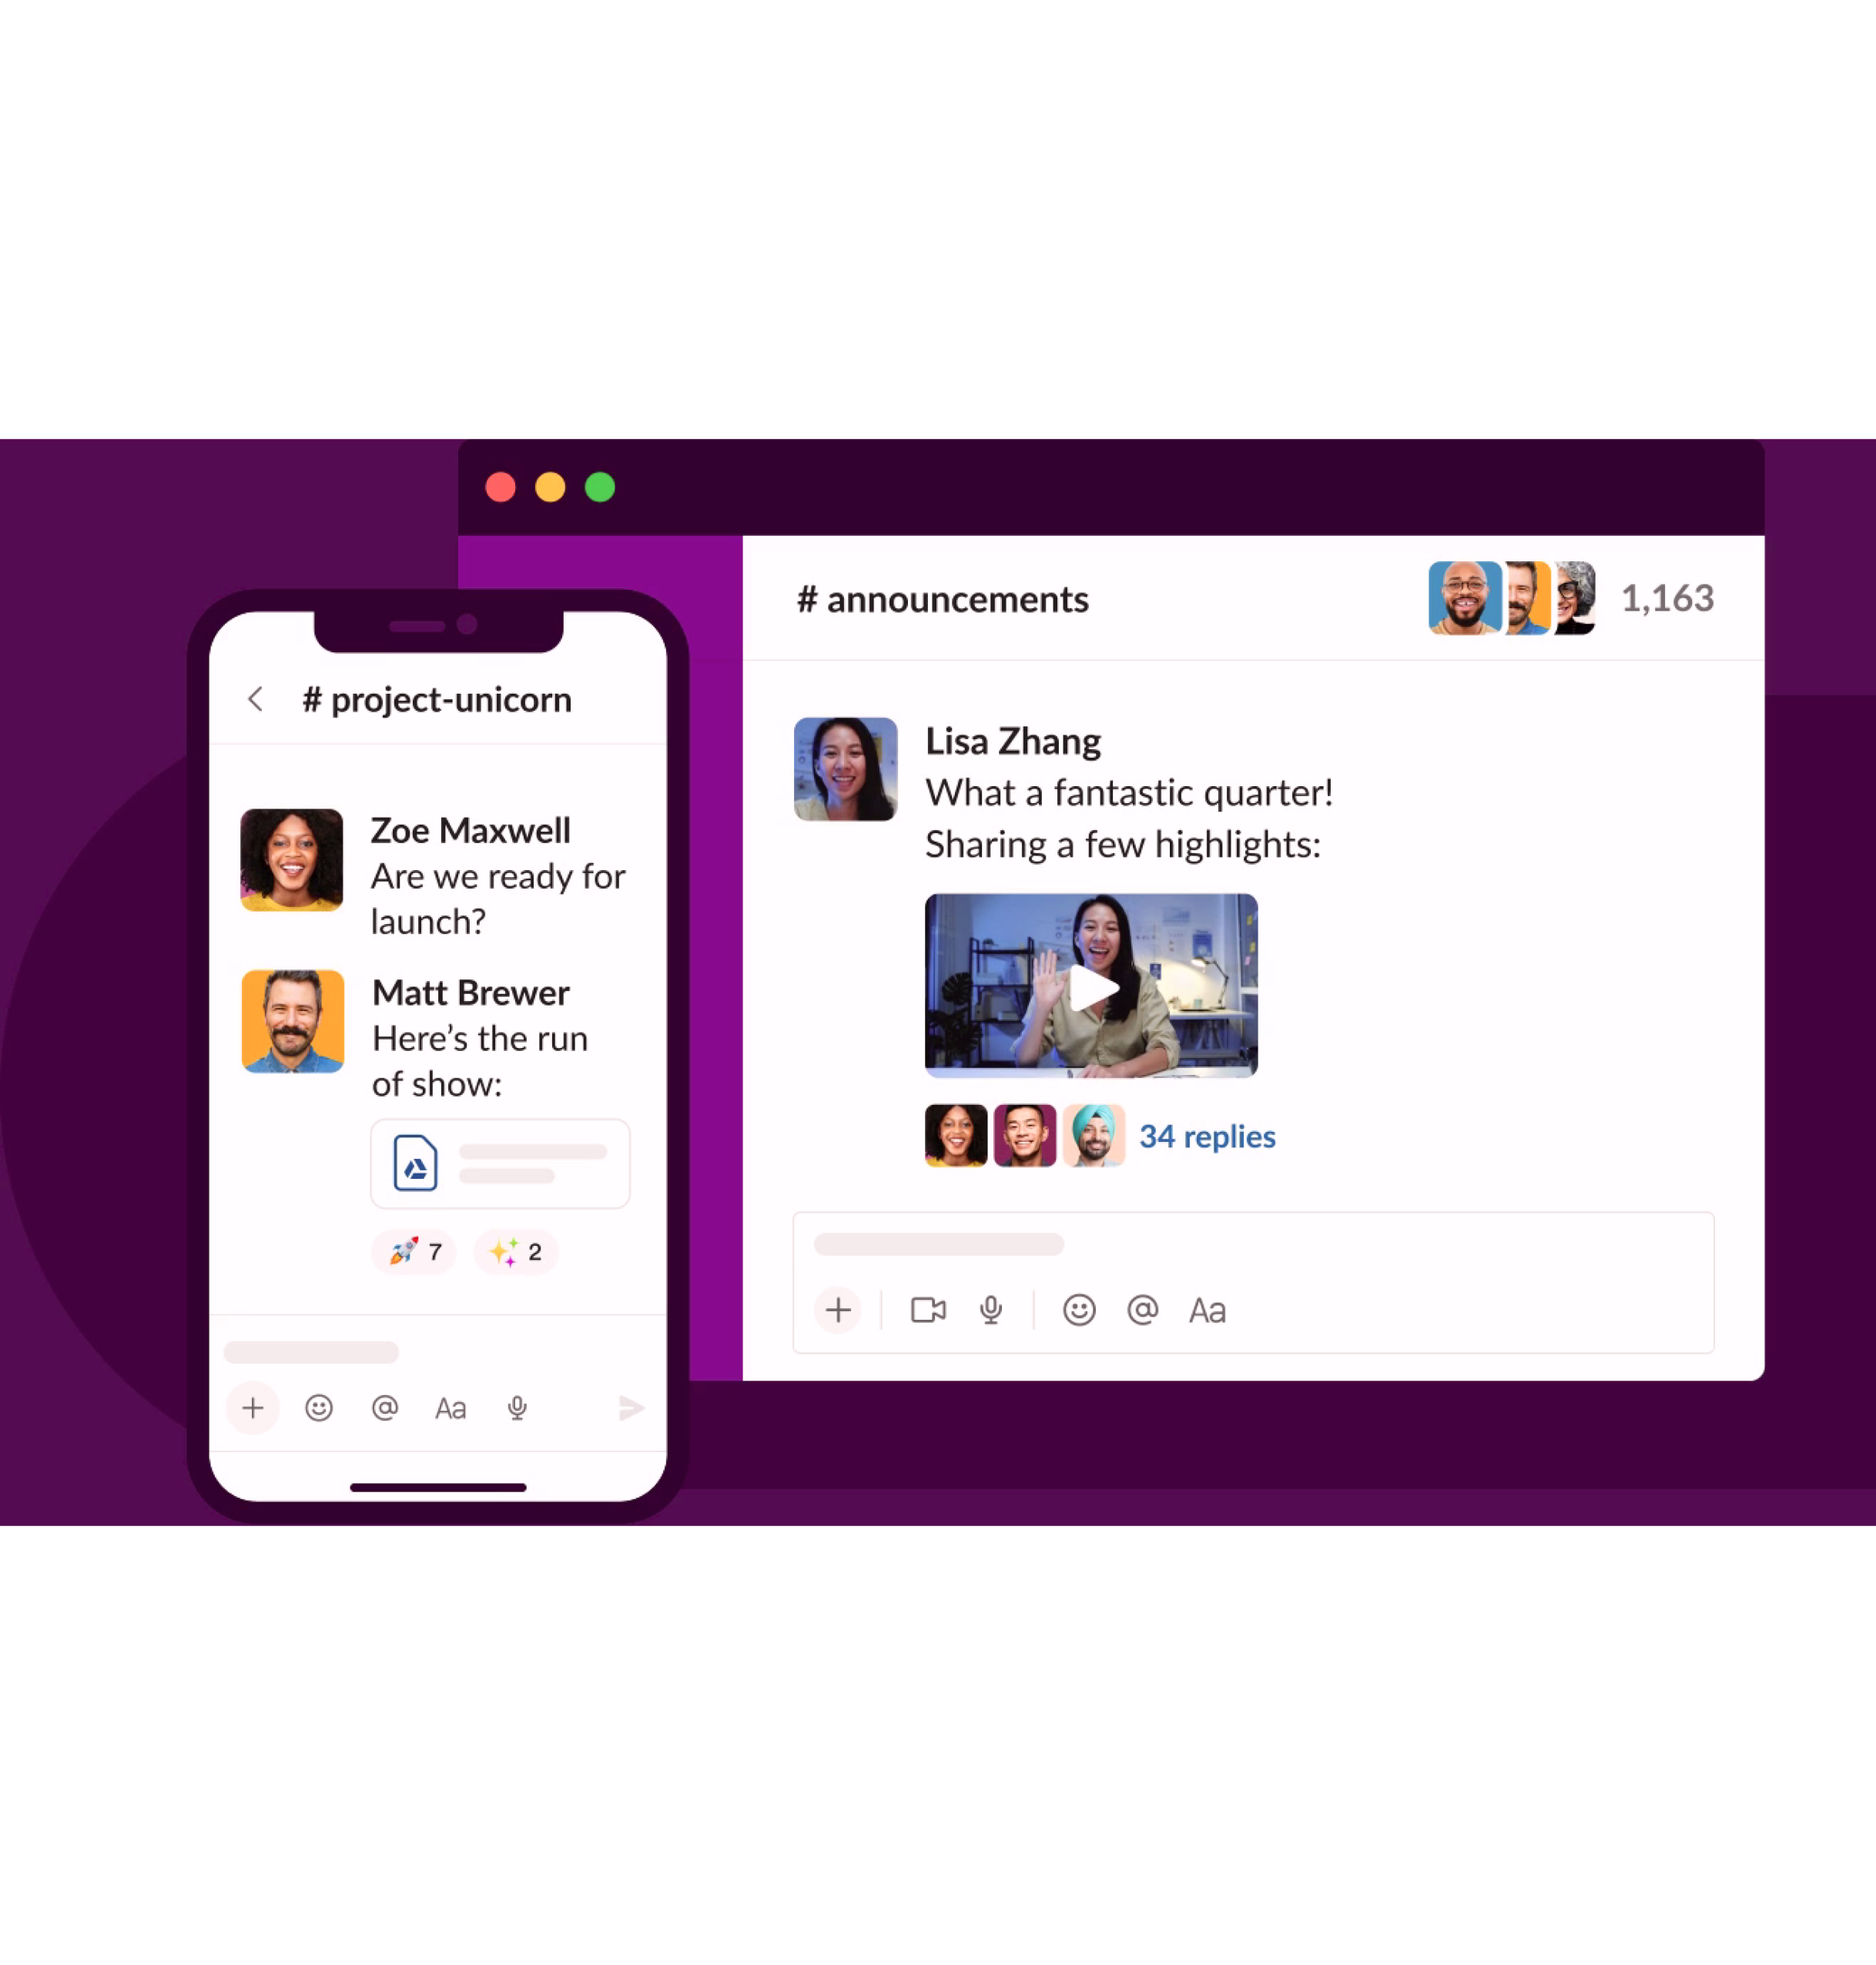 # announcements
1,163
Lisa Zhang
What a fantastic quarter!
Sharing a few highlights:
34 replies
Aa
# project-unicorn
Zoe Maxwell
Are we ready for
launch?
Matt Brewer
Here’s the run
of show:
7 2
Aa